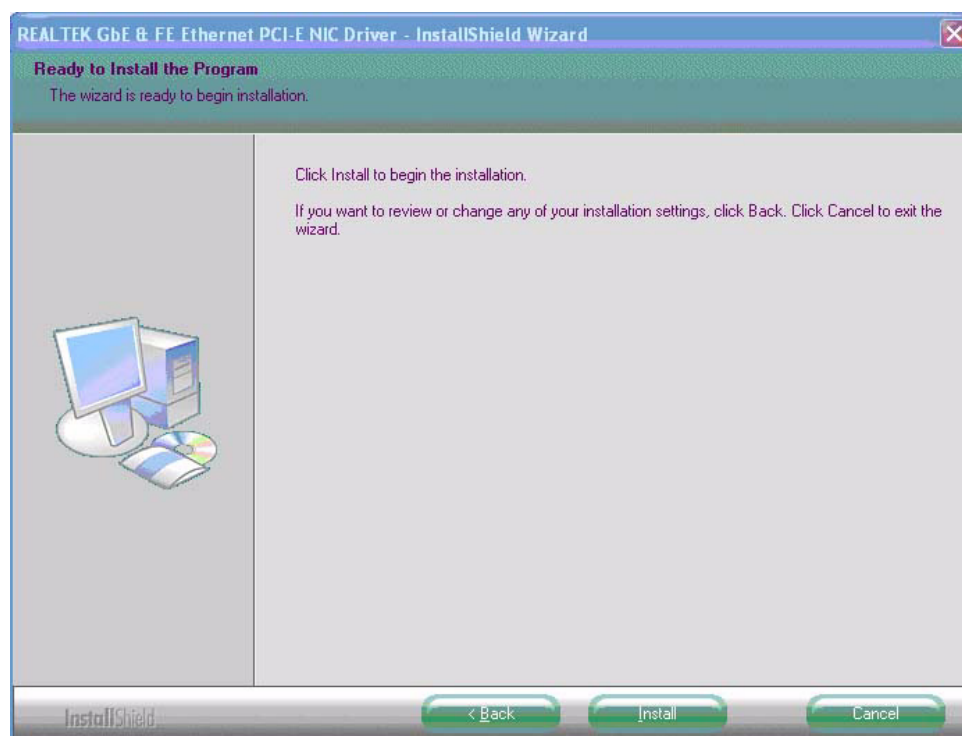 REALTEK GbE & FE Ethernet PCI-E NIC Driver - InstallShield Wizard
Ready to Install the Program
The wizard is ready to begin installation.
Click Install to begin the installation.
If you want to review or change any of your installation settings, click Back. Click Cancel to exit the
wizard.
InstallShield
< Back
Install
Cancel